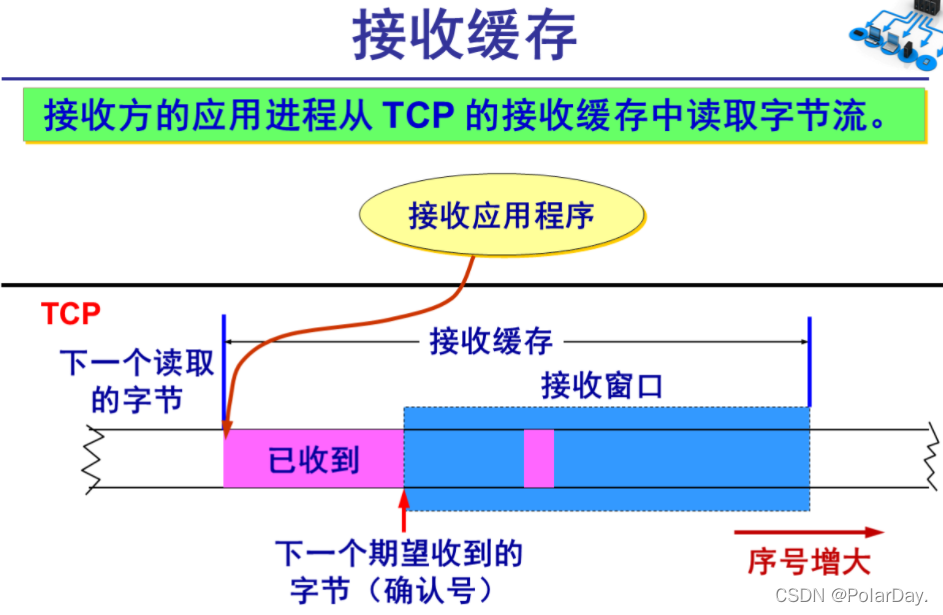 接收缓存
接收方的应用进程从 TCP 的接收缓存中读取字节流。
接收应用程序
TCP
接收缓存
下一个读取
的字节
接收窗口
已收到
下一个期望收到的
字节（确认号）
序号增大
CSDN @PolarDay.